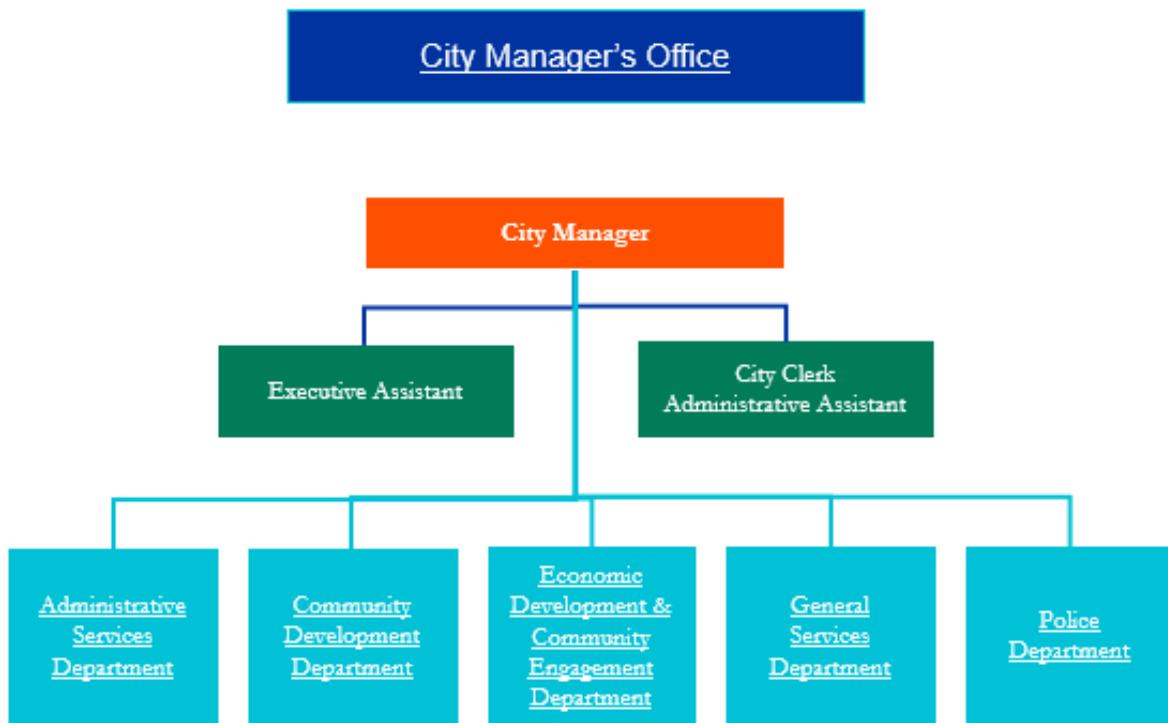 City Manager's Office
City Manager
Executive Assistant
City Clerk
Administrative Assistant
Administrative
Services
Department
Community
Development
Department
Economic
Development &
Community
Engagement
Department
General
Services
Department
Police
Department